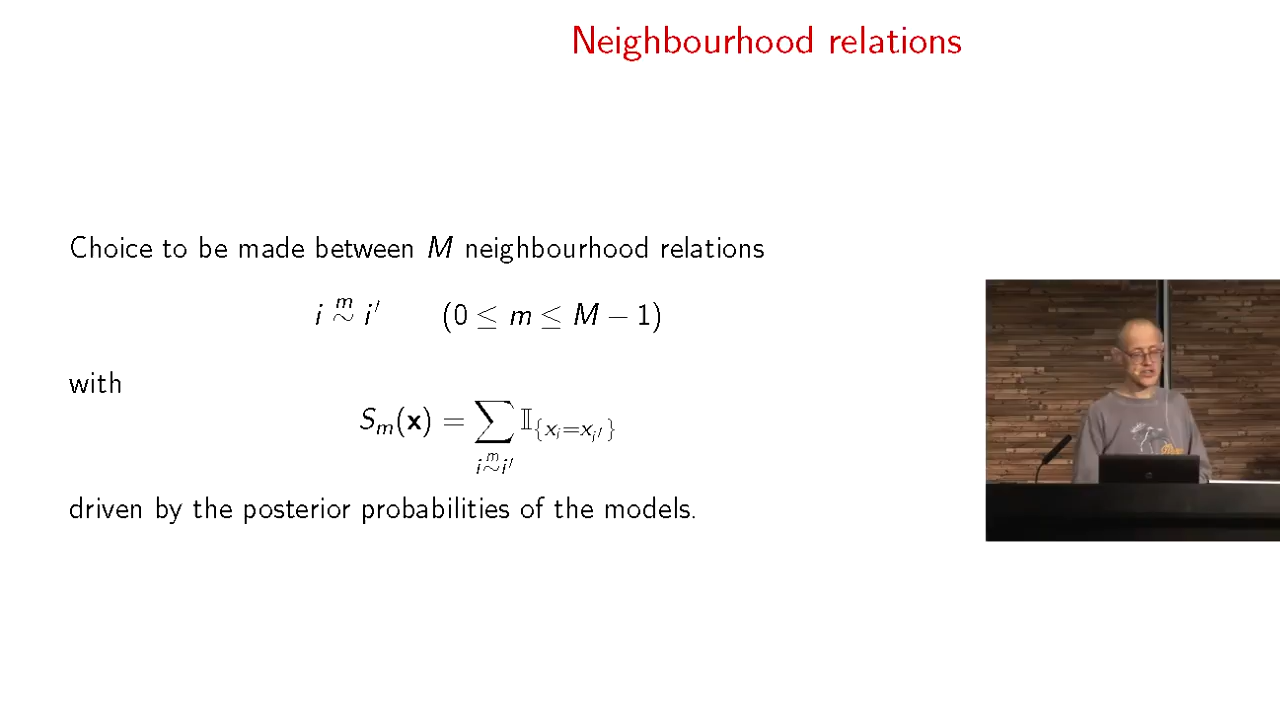 Neighbourhood relations
Choice to be made between M neighbourhood relations
i m∼ i′ (0 ≤ m ≤ M − 1)
with
S_m(x) = ∑_{i m∼ i′} 𝕀_{x_i=x_{i′}}
driven by the posterior probabilities of the models.